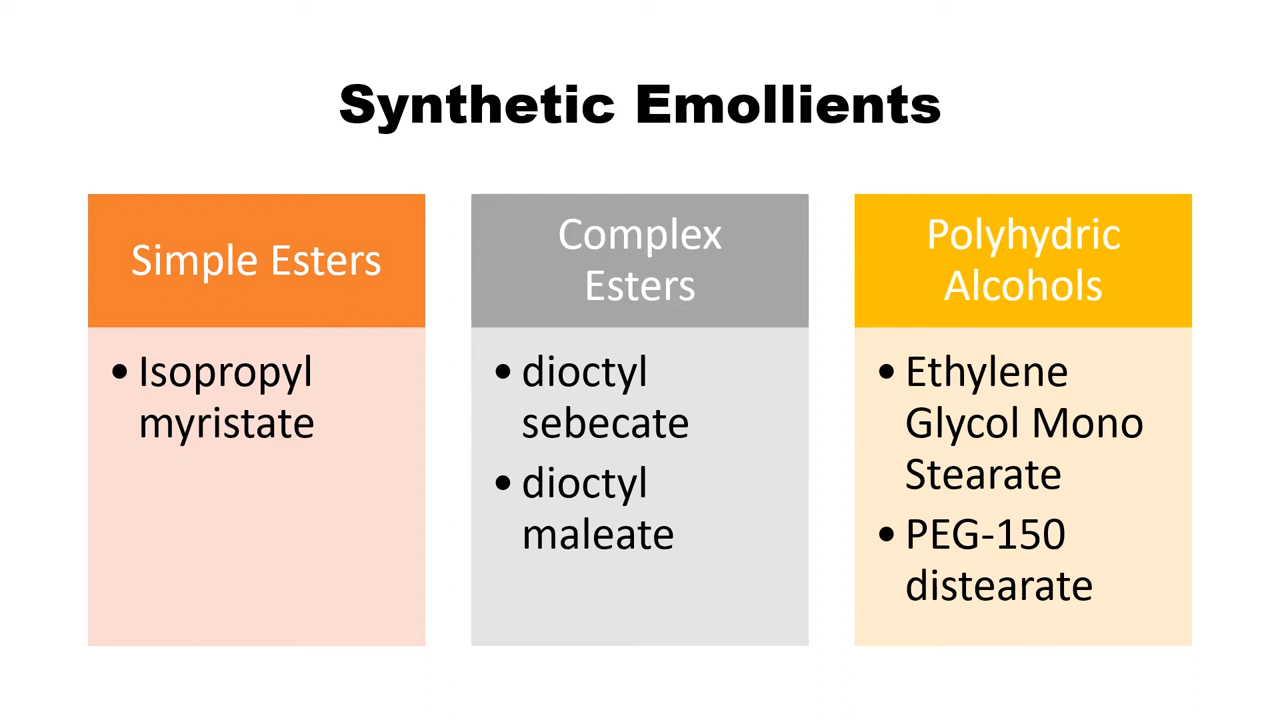 Synthetic Emollients
Simple Esters
• Isopropyl
myristate
Complex
Esters
• dioctyl
sebecate
• dioctyl
maleate
Polyhydric
Alcohols
• Ethylene
Glycol Mono
Stearate
• PEG-150
distearate